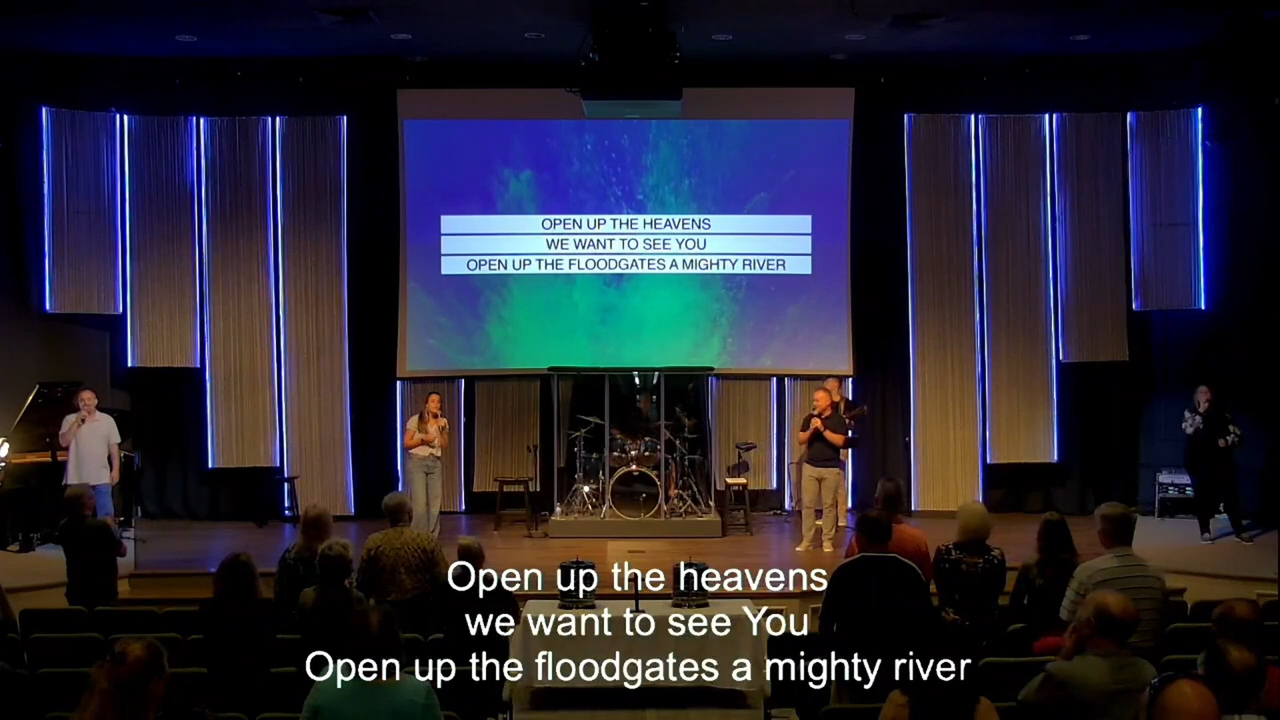 OPEN UP THE HEAVENS
WE WANT TO SEE YOU
OPEN UP THE FLOODGATES A MIGHTY RIVER
Open up the heavens
we want to see You
Open up the floodgates a mighty river